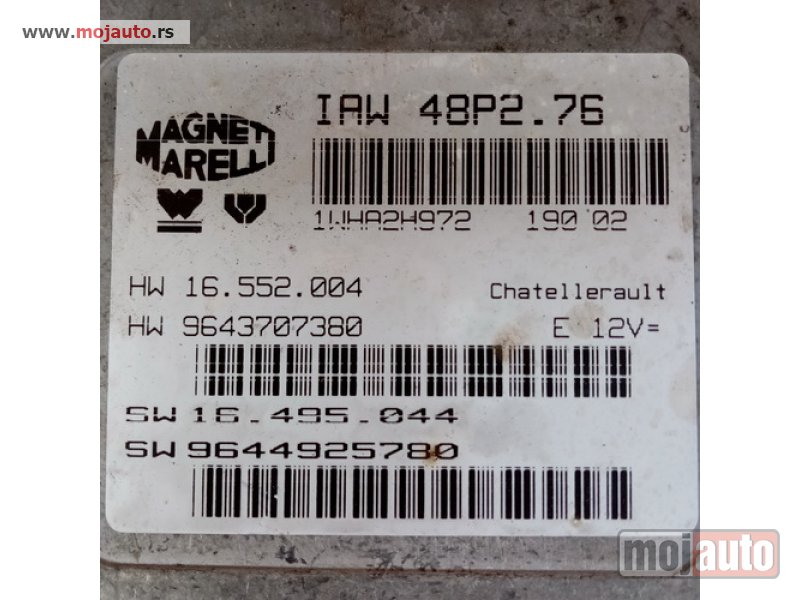 www.mojauto.rs
IAW 48P2.76
MAGNETI
MARELLI
1WHA2H972 190 02
HW 16.552.004 Chatellerault
HW 9643707380 E 12V=
SW 16.495.044
SW 9644925780
mojauto